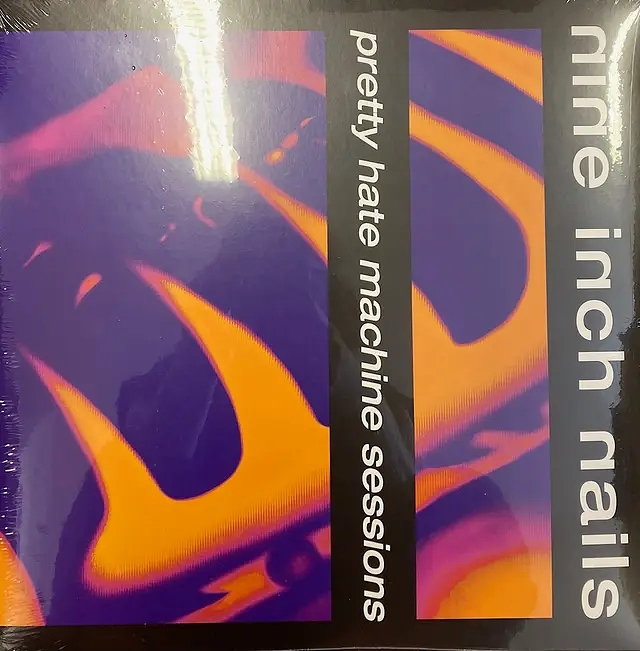 nine inch nails
pretty hate machine sessions